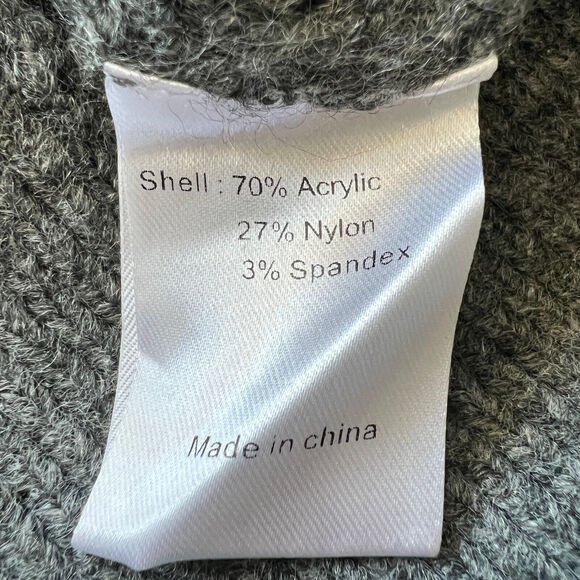 Shell : 70% Acrylic
27% Nylon
3% Spandex
Made in china